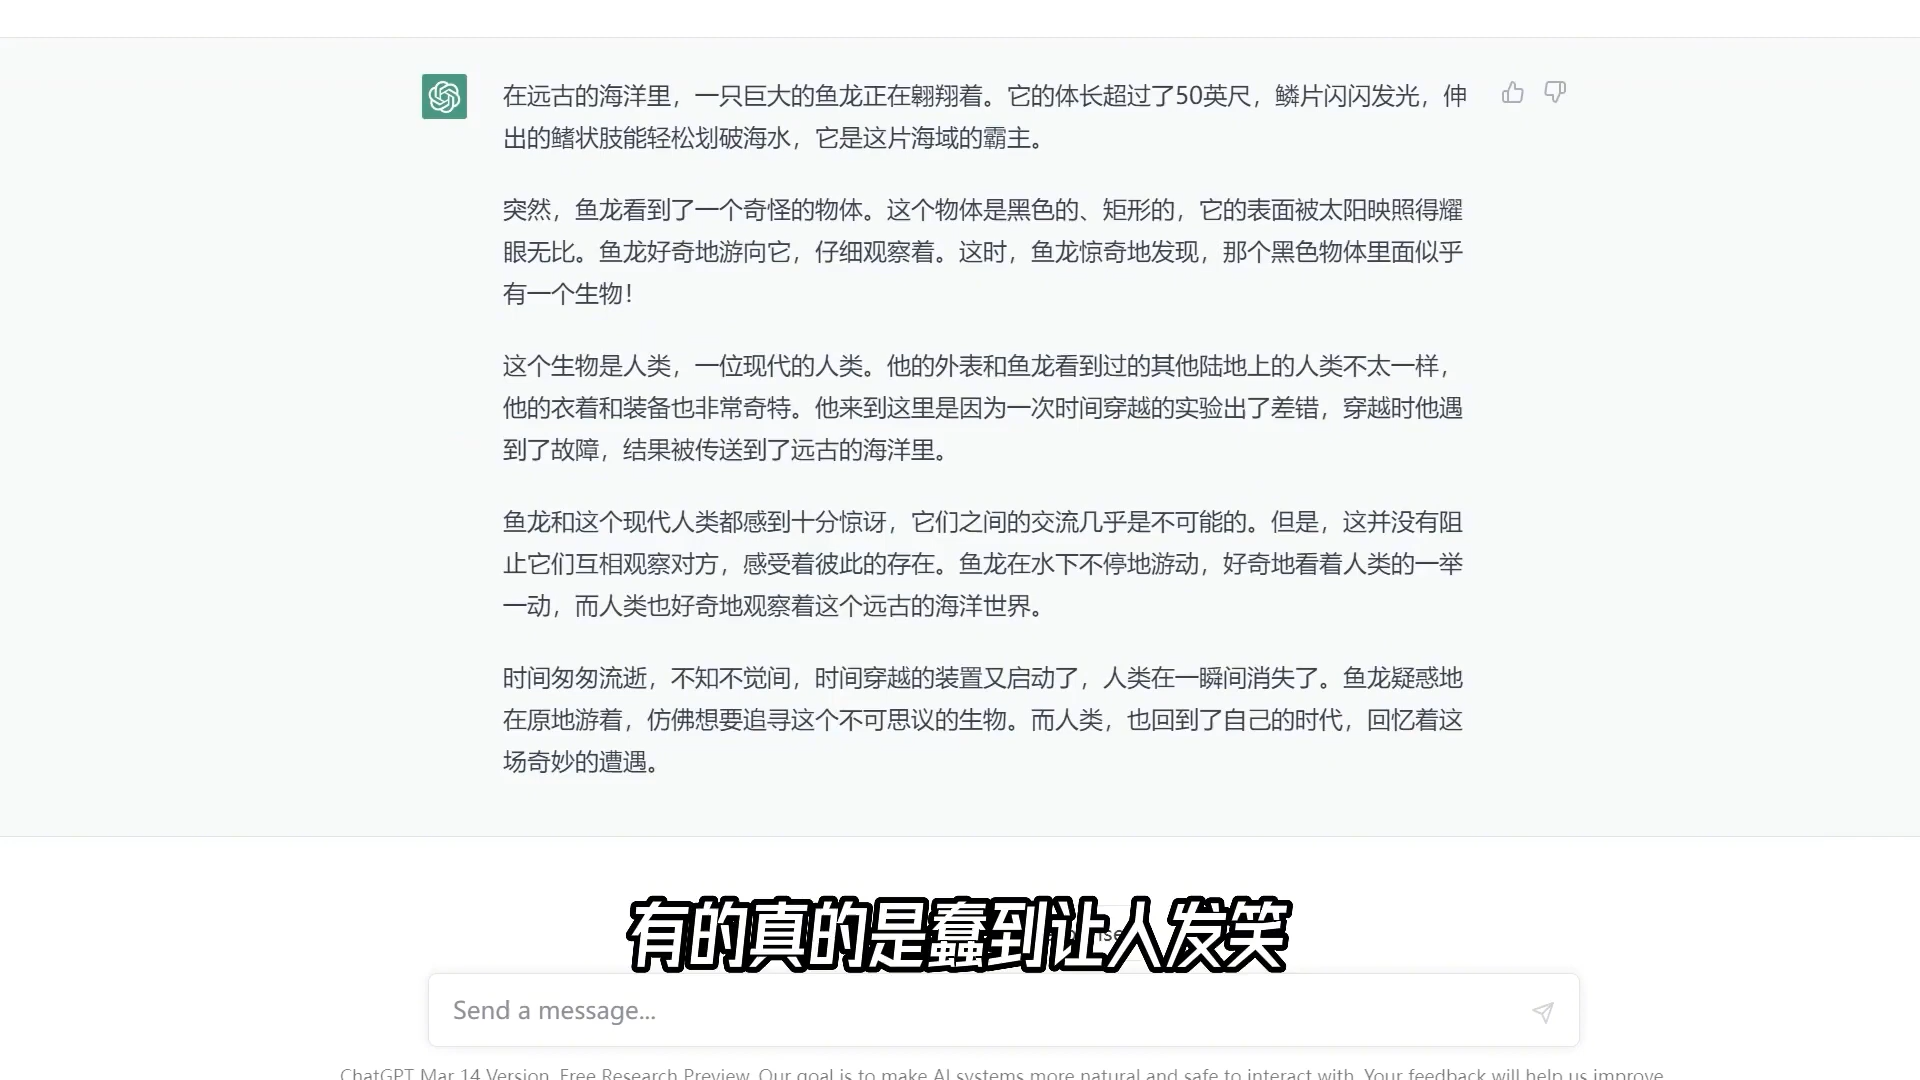 在远古的海洋里，一只巨大的鱼龙正在翱翔着。它的体长超过了50英尺，鳞片闪闪发光，伸
出的鳍状肢能轻松划破海水，它是这片海域的霸主。
突然，鱼龙看到了一个奇怪的物体。这个物体是黑色的、矩形的，它的表面被太阳映照得耀
眼无比。鱼龙好奇地游向它，仔细观察着。这时，鱼龙惊奇地发现，那个黑色物体里面似乎
有一个生物！
这个生物是人类，一位现代的人类。他的外表和鱼龙看到过的其他陆地上的人类不太一样，
他的衣着和装备也非常奇特。他来到这里是因为一次时间穿越的实验出了差错，穿越时他遇
到了故障，结果被传送到了远古的海洋里。
鱼龙和这个现代人类都感到十分惊讶，它们之间的交流几乎是不可能的。但是，这并没有阻
止它们互相观察对方，感受着彼此的存在。鱼龙在水下不停地游动，好奇地看着人类的一举
一动，而人类也好奇地观察着这个远古的海洋世界。
时间匆匆流逝，不知不觉间，时间穿越的装置又启动了，人类在一瞬间消失了。鱼龙疑惑地
在原地游着，仿佛想要追寻这个不可思议的生物。而人类，也回到了自己的时代，回忆着这
场奇妙的遭遇。
有的真的是蠢到让人发笑
Send a message...
ChatGPT Mar 14 Version. Free Research Preview. Our goal is to make AI systems more natural and safe to interact with. Your feedback will help us improve.